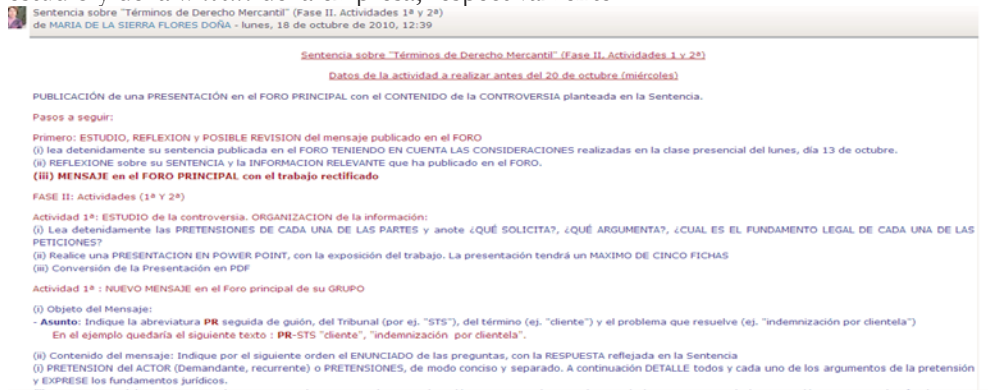 Sentencia sobre "Términos de Derecho Mercantil" (Fase II. Actividades 1ª y 2ª)
de MARIA DE LA SIERRA FLORES DOÑA - lunes, 18 de octubre de 2010, 12:39
Sentencia sobre "Términos de Derecho Mercantil" (Fase II, Actividades 1 y 2ª)
Datos de la actividad a realizar antes del 20 de octubre (miércoles)
PUBLICACIÓN de una PRESENTACIÓN en el FORO PRINCIPAL con el CONTENIDO de la CONTROVERSIA planteada en la Sentencia.
Pasos a seguir:
Primero: ESTUDIO, REFLEXION y POSIBLE REVISION del mensaje publicado en el FORO
(i) lea detenidamente su sentencia publicada en el FORO TENIENDO EN CUENTA LAS CONSIDERACIONES realizadas en la clase presencial del lunes, día 13 de octubre.
(ii) REFLEXIONE sobre su SENTENCIA y la INFORMACION RELEVANTE que ha publicado en el FORO.
(iii) MENSAJE en el FORO PRINCIPAL con el trabajo rectificado
FASE II: Actividades (1ª Y 2ª)
Actividad 1ª: ESTUDIO de la controversia. ORGANIZACION de la información:
(i) Lea detenidamente las PRETENSIONES DE CADA UNA DE LAS PARTES y anote ¿QUÉ SOLICITA?, ¿QUÉ ARGUMENTA?, ¿CUAL ES EL FUNDAMENTO LEGAL DE CADA UNA DE LAS
PETICIONES?
(ii) Realice una PRESENTACION EN POWER POINT, con la exposición del trabajo. La presentación tendrá un MAXIMO DE CINCO FICHAS
(iii) Conversión de la Presentación en PDF
Actividad 1ª : NUEVO MENSAJE en el Foro principal de su GRUPO
(i) Objeto del Mensaje:
- Asunto: Indique la abreviatura PR seguida de guión, del Tribunal (por ej. "STS"), del término (ej. "cliente") y el problema que resuelve (ej. "indemnización por clientela")
En el ejemplo quedaría el siguiente texto : PR-STS "cliente", "indemnización por clientela".
(ii) Contenido del mensaje: Indique por el siguiente orden el ENUNCIADO de las preguntas, con la RESPUESTA reflejada en la Sentencia
(i) PRETENSION del ACTOR (Demandante, recurrente) o PRETENSIONES, de modo conciso y separado. A continuación DETALLE todos y cada uno de los argumentos de la pretensión
y EXPRESE los fundamentos jurídicos.